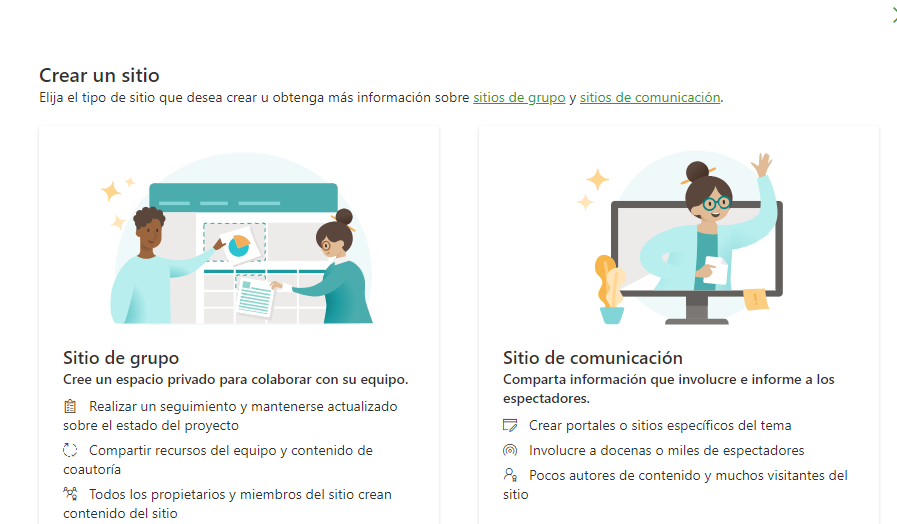 Crear un sitio
Elija el tipo de sitio que desea crear u obtenga más información sobre sitios de grupo y sitios de comunicación.
Sitio de grupo
Cree un espacio privado para colaborar con su equipo.
Realizar un seguimiento y mantenerse actualizado
sobre el estado del proyecto
Compartir recursos del equipo y contenido de
coautoría
Todos los propietarios y miembros del sitio crean
contenido del sitio
Sitio de comunicación
Comparta información que involucre e informe a los
espectadores.
Crear portales o sitios específicos del tema
Involucre a docenas o miles de espectadores
Pocos autores de contenido y muchos visitantes del
sitio